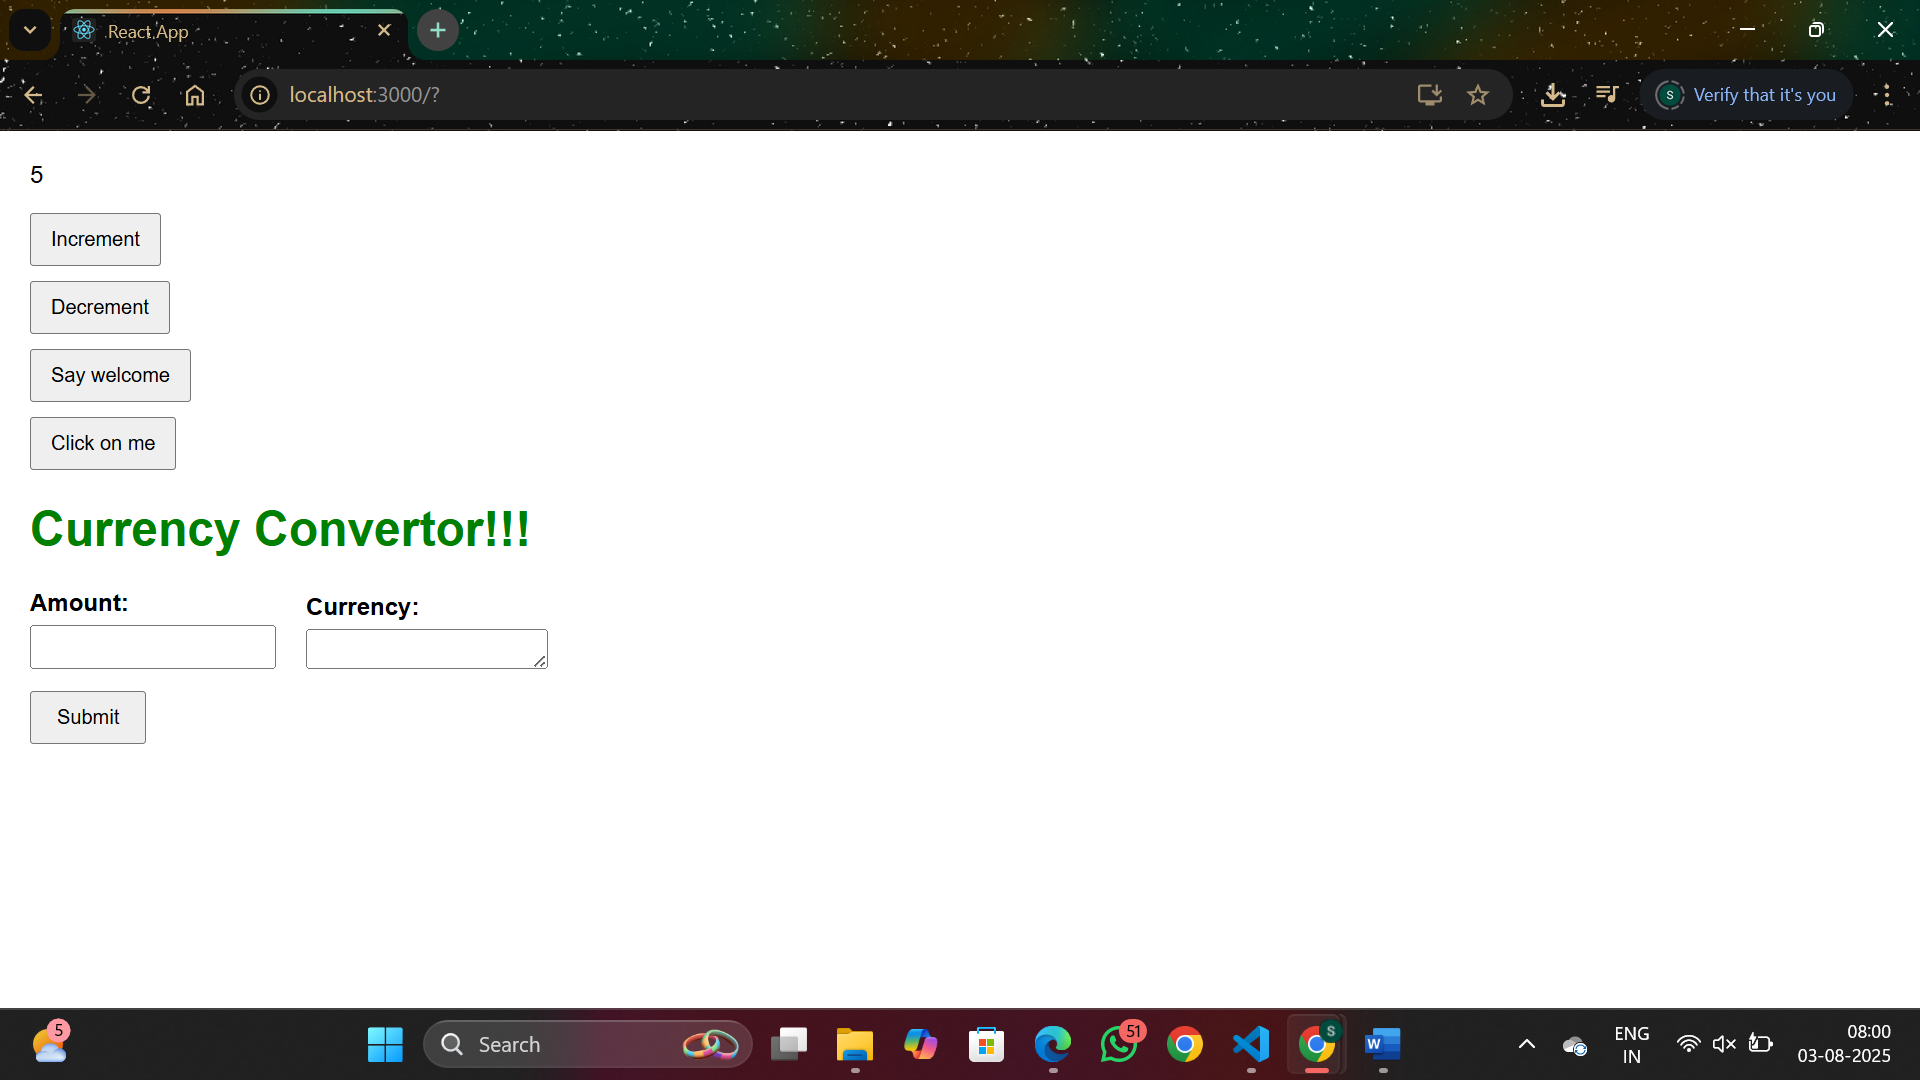 React App
localhost:3000/?
Verify that it's you
S
5
Increment
Decrement
Say welcome
Click on me
Currency Convertor!!!
Amount:
Currency:
Submit
5
Search
51
S
W
ENG
IN
08:00
03-08-2025